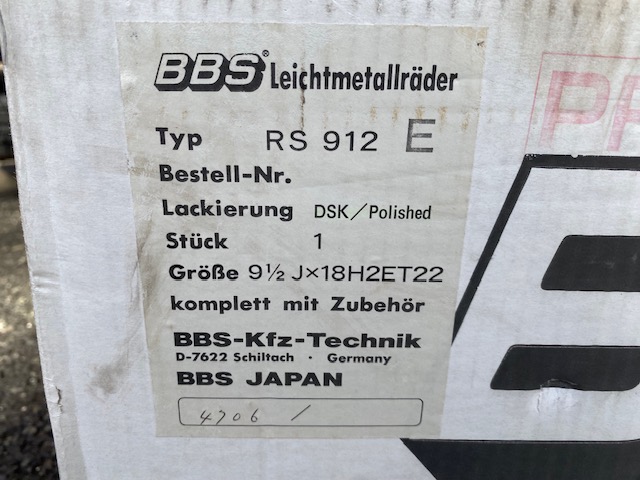 BBS® Leichtmetallräder
Typ RS 912 E
Bestell-Nr.
Lackierung DSK/Polished
Stück 1
Größe 9½ J×18H2ET22
komplett mit Zubehör
BBS-Kfz-Technik
D-7622 Schiltach · Germany
BBS JAPAN
4706 /